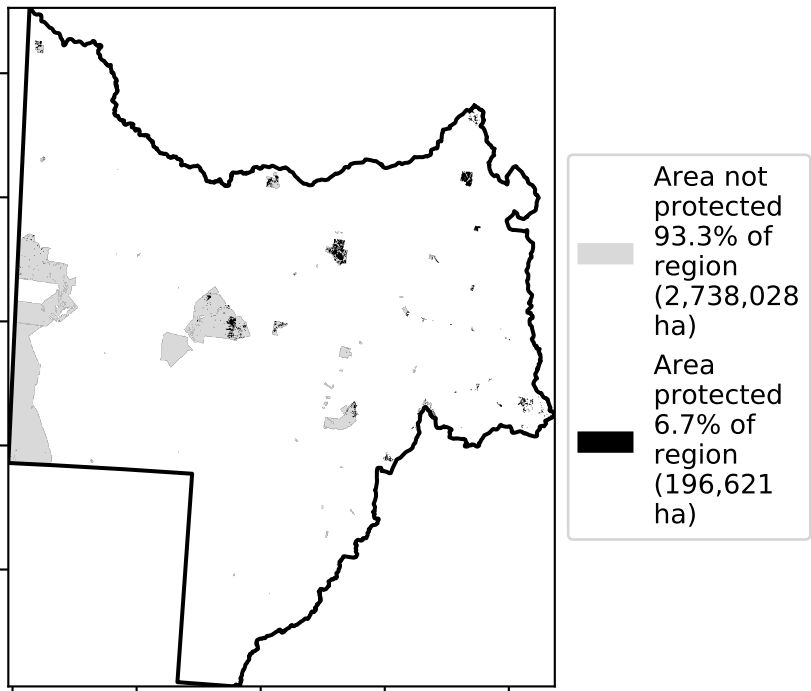 Area not
protected
93.3% of
region
(2,738,028
ha)
Area
protected
6.7% of
region
(196,621
ha)